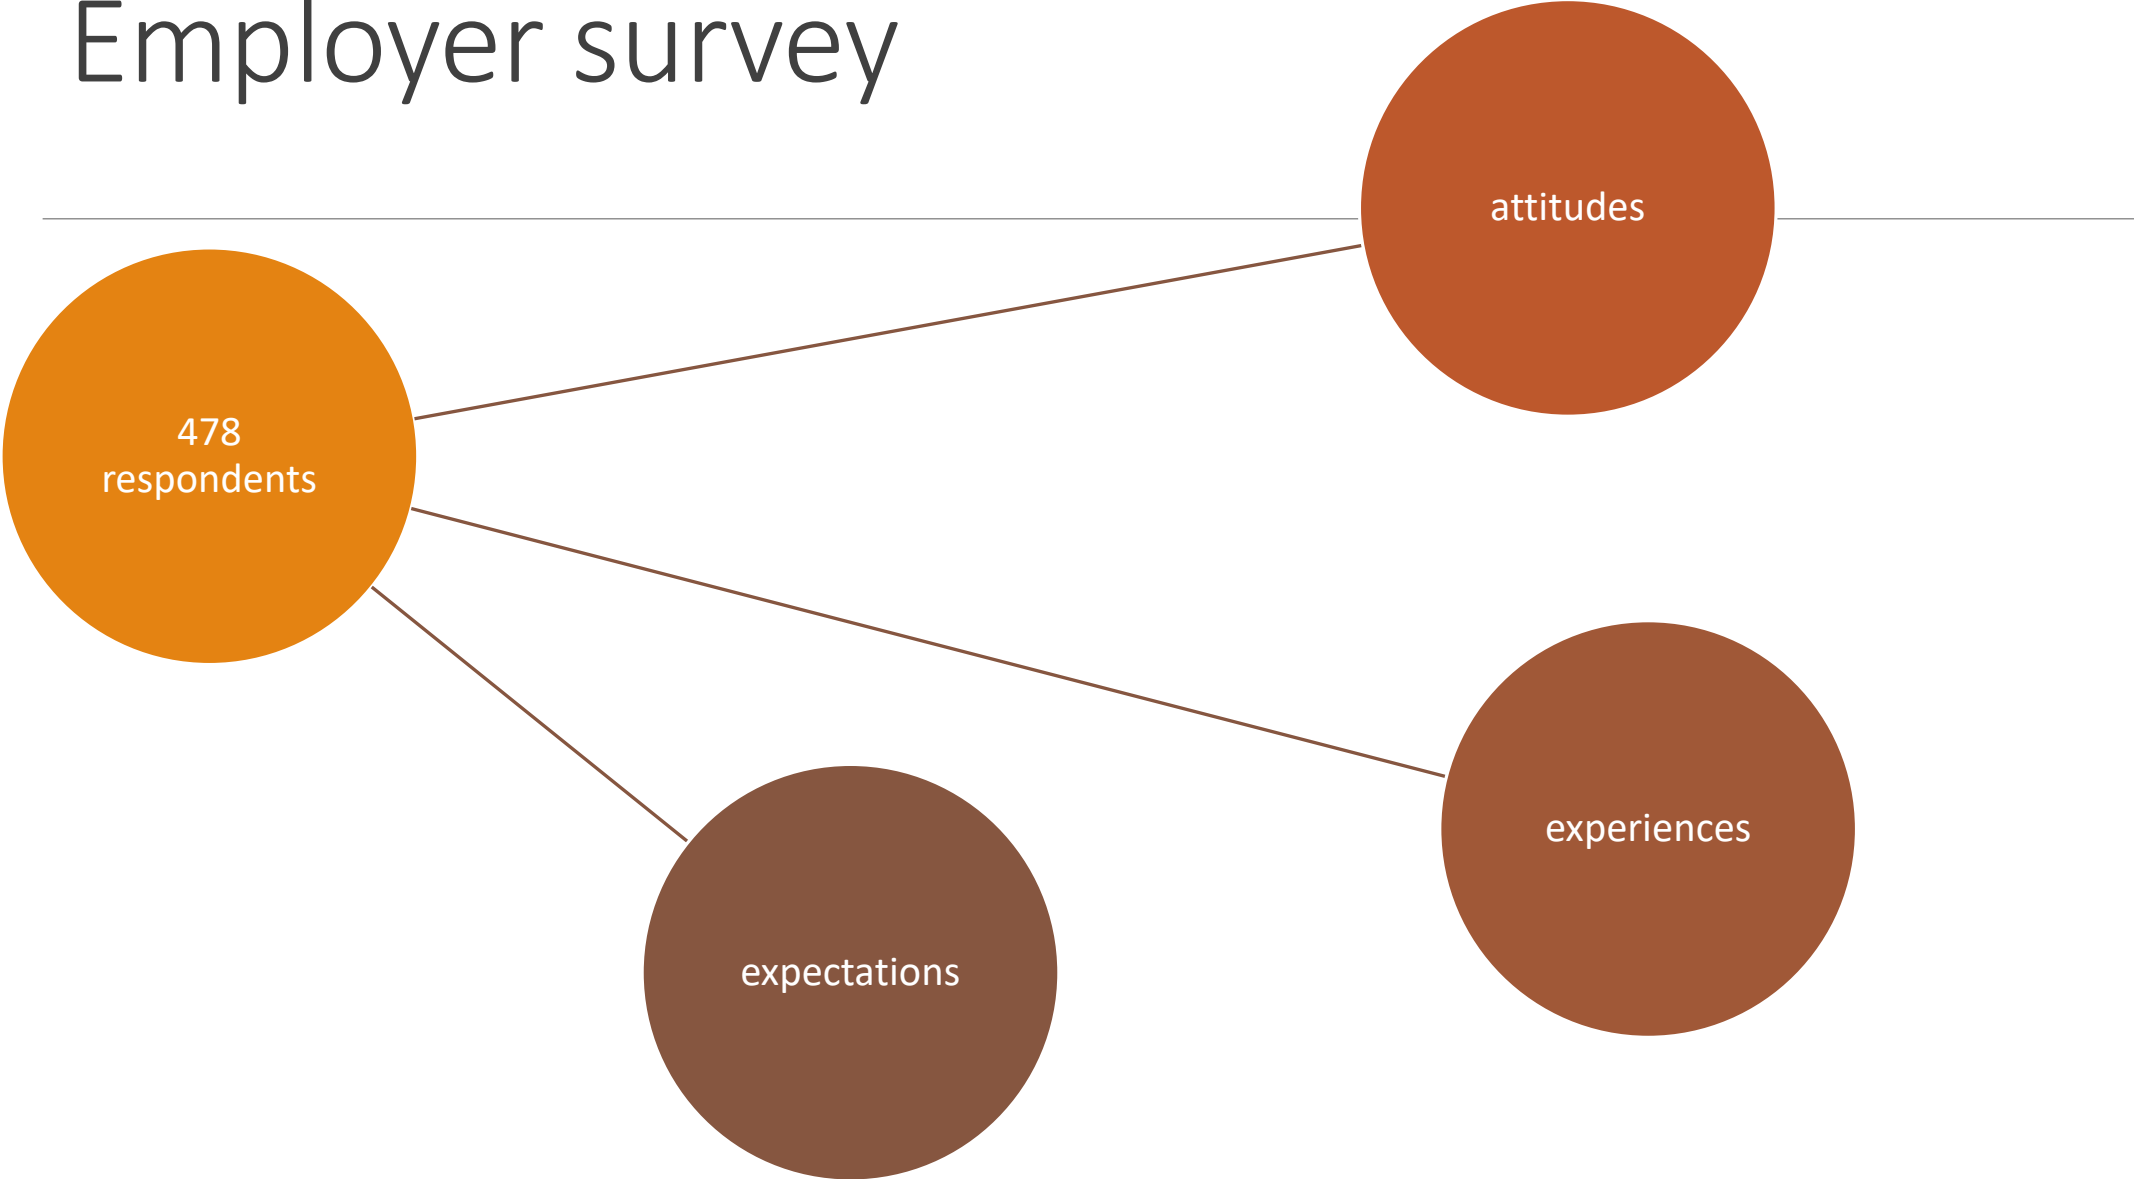 Employer survey
attitudes
478
respondents
experiences
expectations